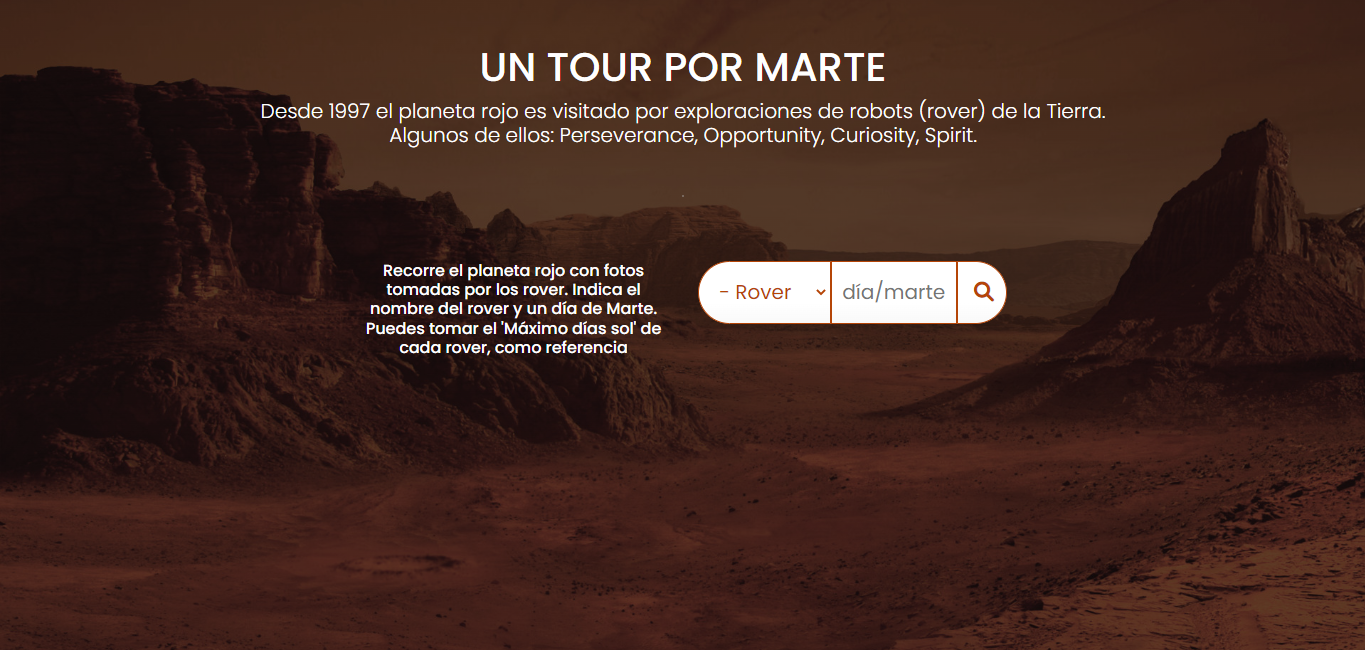 UN TOUR POR MARTE
Desde 1997 el planeta rojo es visitado por exploraciones de robots (rover) de la Tierra.
Algunos de ellos: Perseverance, Opportunity, Curiosity, Spirit.
Recorre el planeta rojo con fotos
tomadas por los rover. Indica el
nombre del rover y un día de Marte.
Puedes tomar el 'Máximo días sol' de
cada rover, como referencia
- Rover
día/marte